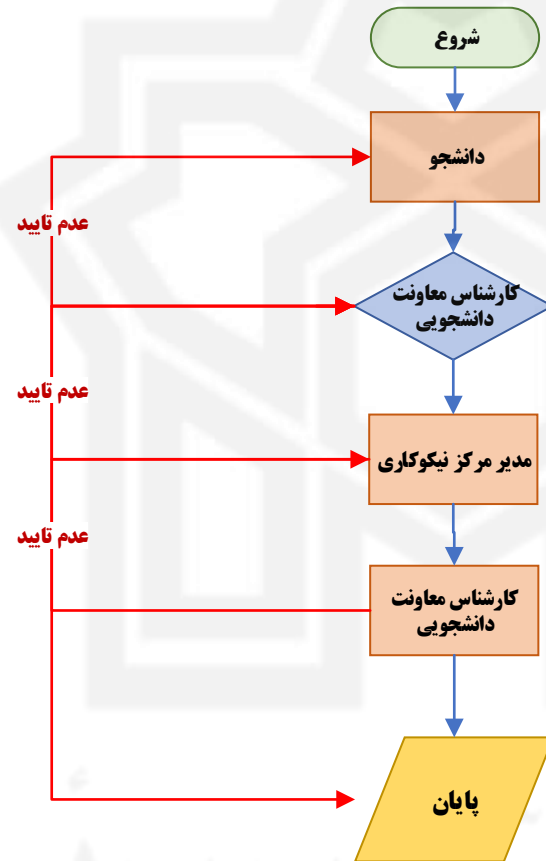 شروع
دانشجو
عدم تایید
کارشناس معاونت
دانشجویی
عدم تایید
مدیر مرکز نیکوکاری
عدم تایید
کارشناس معاونت
دانشجویی
پایان